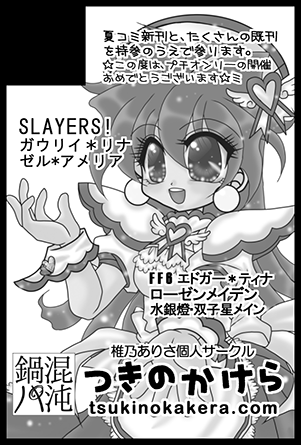 夏コミ新刊と、たくさんの既刊
を持参のうえで参ります。
☆この度は、プチオンリーの開催
おめでとうございます☆ミ
SLAYERS!
ガウリイ＊リナ
ゼル＊アメリア
FF6 エドガー＊ティナ
ローゼンメイデン
水銀燈・双子星メイン
椎乃ありさ個人サークル
つきのかけら
tsukinokakera.com
混沌
鍋パ